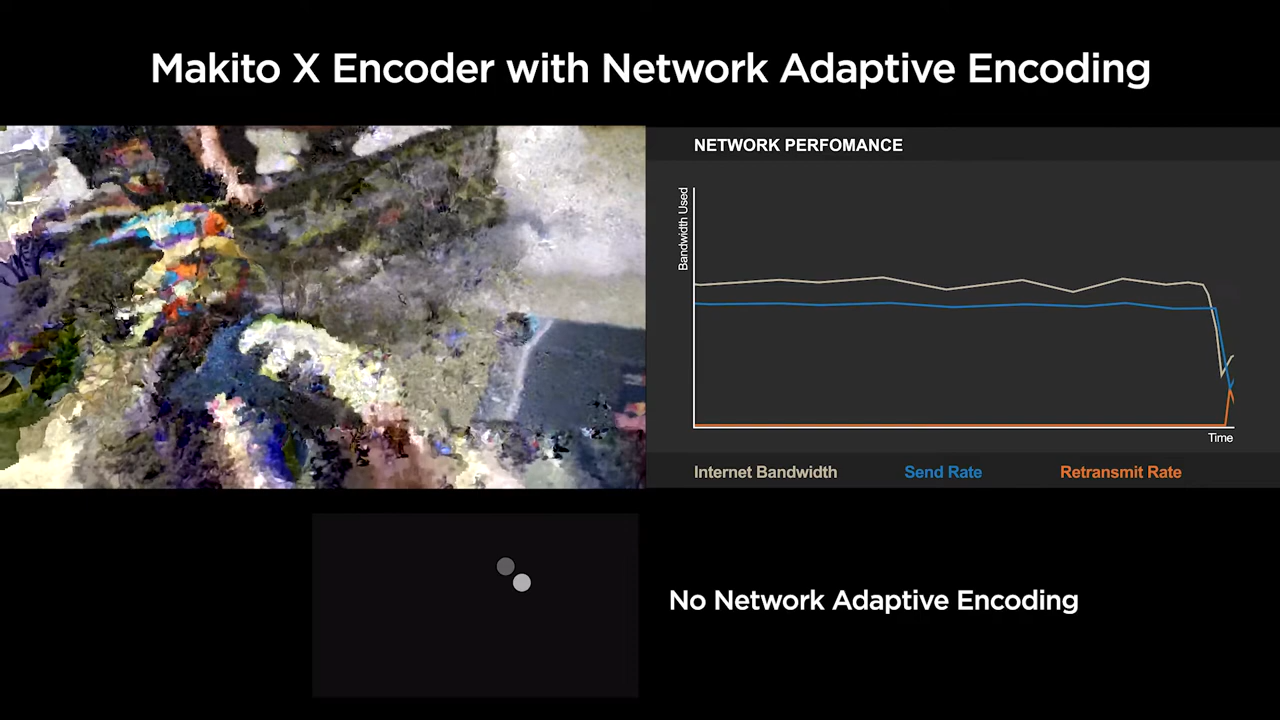 Makito X Encoder with Network Adaptive Encoding
NETWORK PERFOMANCE
Bandwidth Used
Time
Internet Bandwidth
Send Rate
Retransmit Rate
No Network Adaptive Encoding